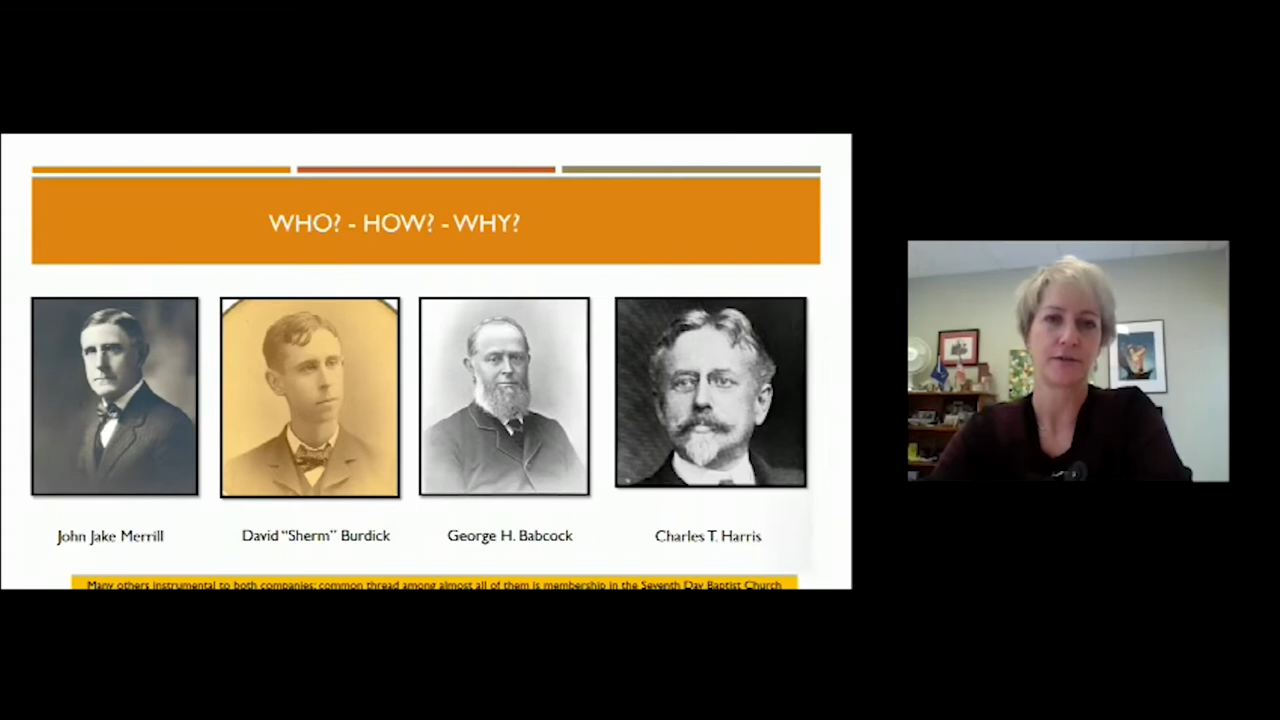 WHO? - HOW? - WHY?
John Jake Merrill
David "Sherm" Burdick
George H. Babcock
Charles T. Harris
Many others instrumental to both companies; common thread among almost all of them is membership in the Seventh Day Baptist Church